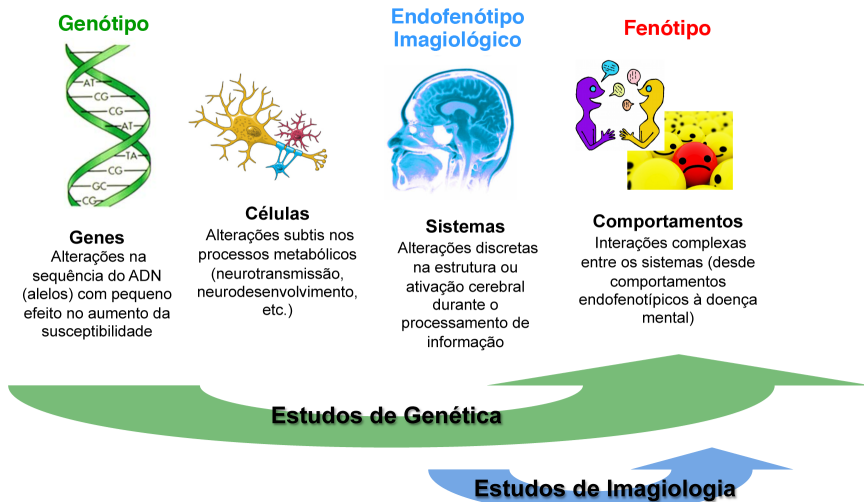 Genótipo
Endofenótipo
Imagiológico
Fenótipo
AT
CG
CG
AT
TA
CG
GC
CG
Genes
Alterações na
sequência do ADN
(alelos) com pequeno
efeito no aumento da
susceptibilidade
Células
Alterações subtis nos
processos metabólicos
(neurotransmissão,
neurodesenvolvimento,
etc.)
Sistemas
Alterações discretas
na estrutura ou
ativação cerebral
durante o
processamento de
informação
Comportamentos
Interações complexas
entre os sistemas (desde
comportamentos
endofenotípicos à doença
mental)
Estudos de Genética
Estudos de Imagiologia